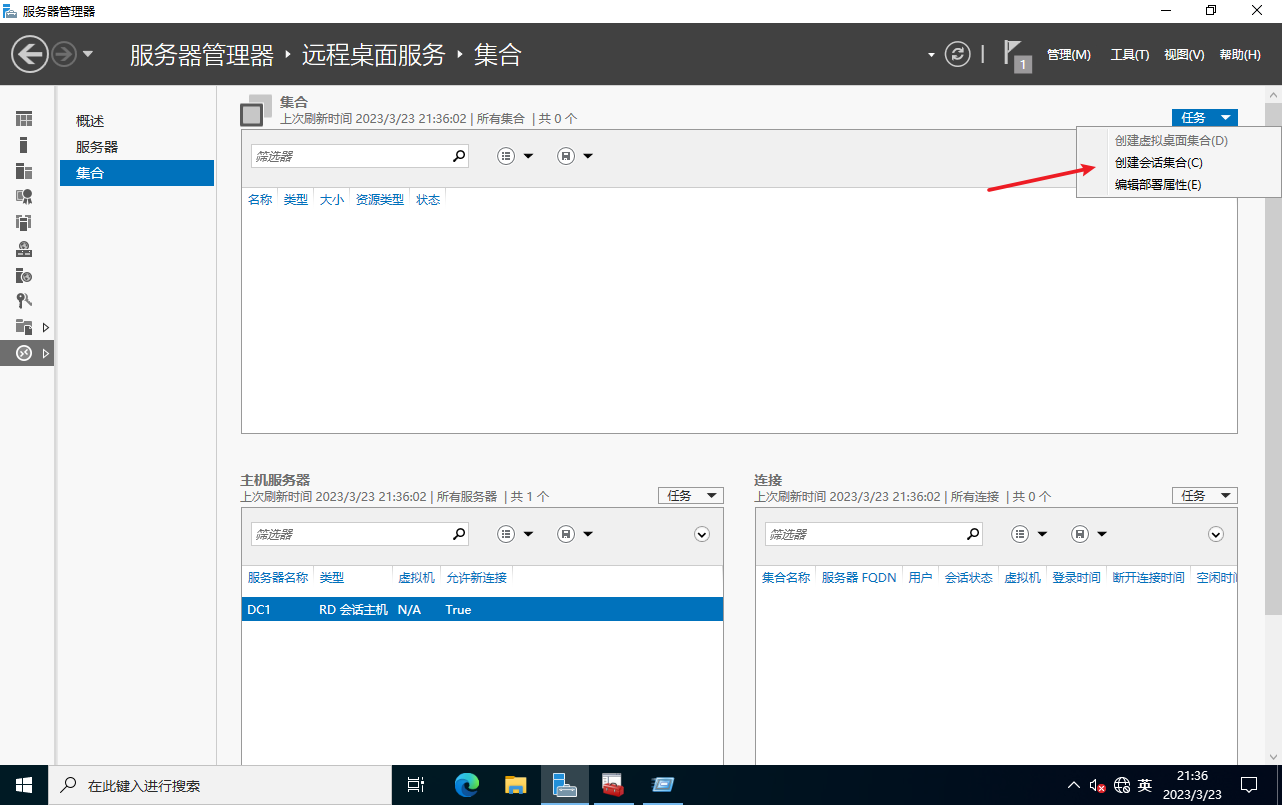 服务器管理器
服务器管理器 ‣ 远程桌面服务 ‣ 集合
1
管理(M) 工具(T) 视图(V) 帮助(H)
概述
服务器
集合
集合
上次刷新时间 2023/3/23 21:36:02 | 所有集合 | 共 0 个
任务
创建虚拟桌面集合(D)
创建会话集合(C)
编辑部署属性(E)
筛选器
名称 类型 大小 资源类型 状态
主机服务器
上次刷新时间 2023/3/23 21:36:02 | 所有服务器 | 共 1 个
任务
筛选器
服务器名称 类型 虚拟机 允许新连接
DC1 RD 会话主机 N/A True
连接
上次刷新时间 2023/3/23 21:36:02 | 所有连接 | 共 0 个
任务
筛选器
集合名称 服务器 FQDN 用户 会话状态 虚拟机 登录时间 断开连接时间 空闲时间
在此键入进行搜索
英
21:36
2023/3/23